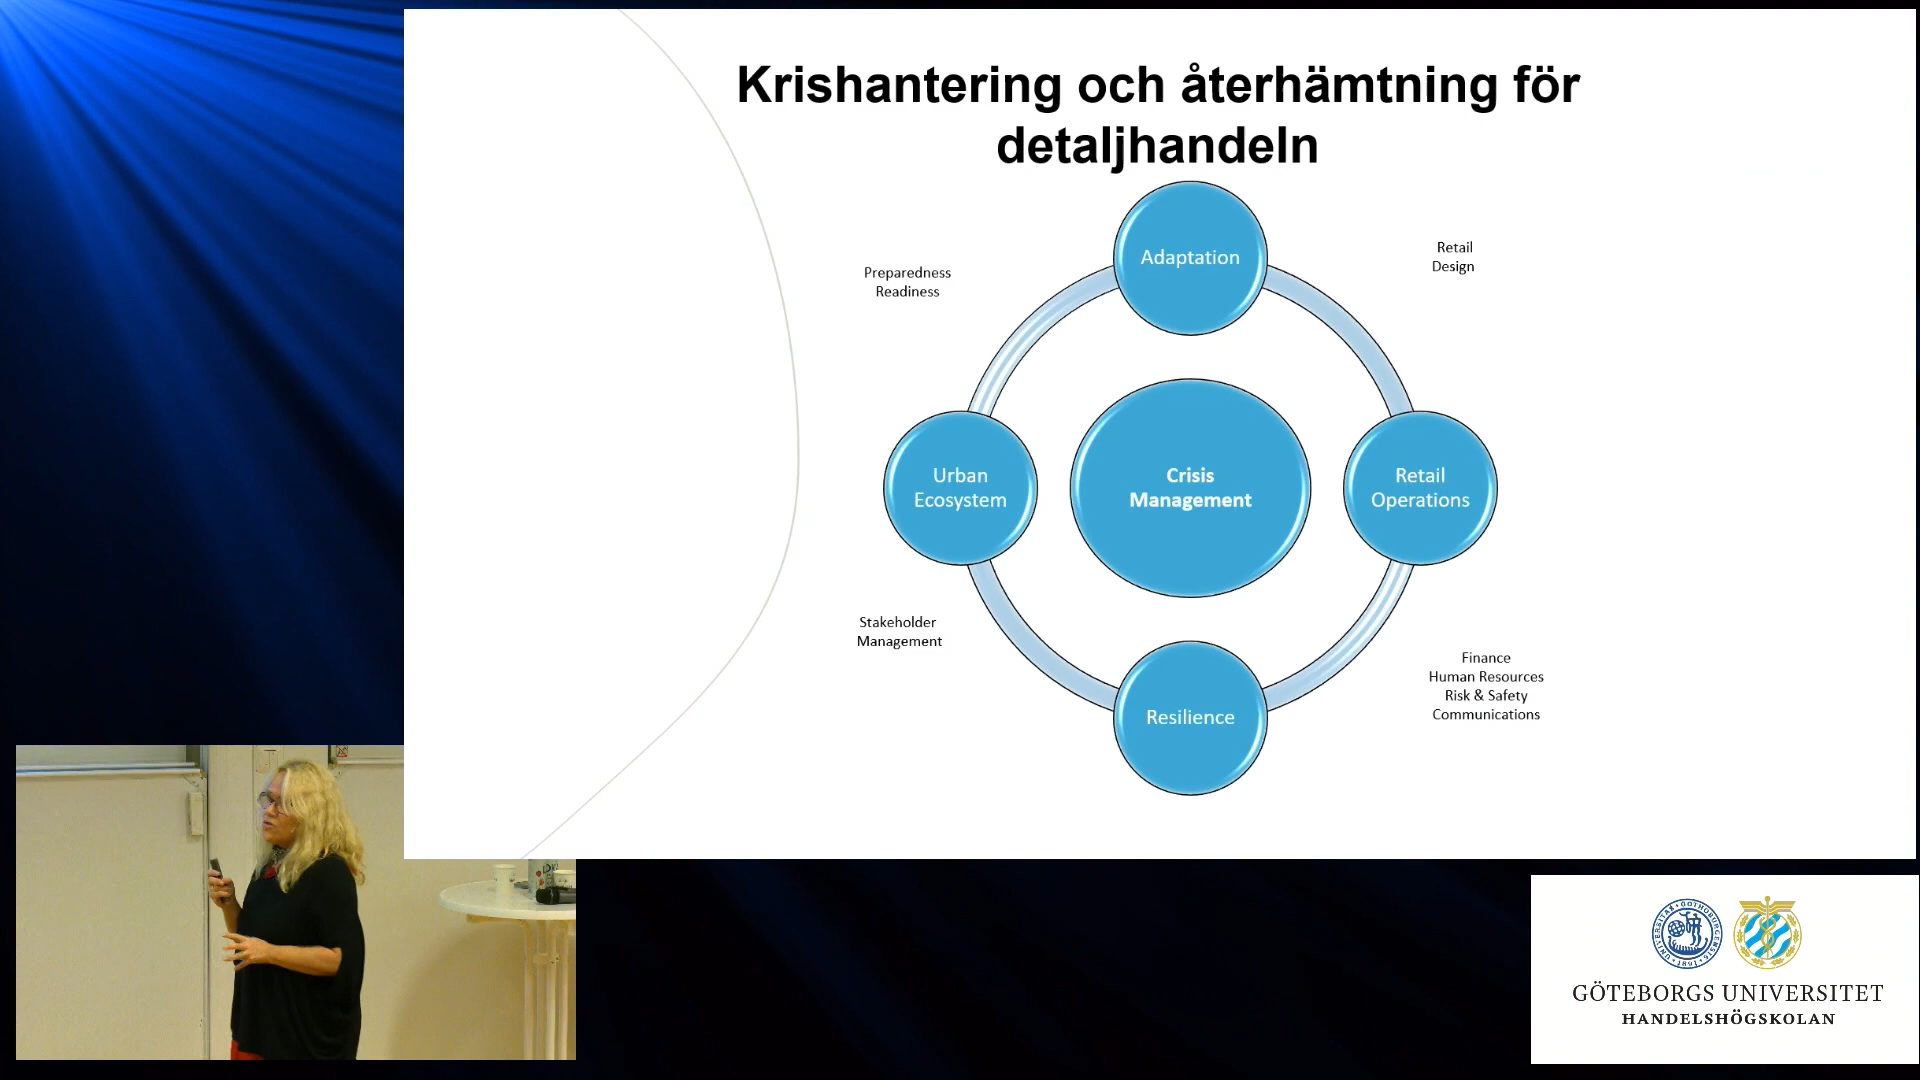 Krishantering och återhämtning för
detaljhandeln
Adaptation
Preparedness
Readiness
Retail
Design
Urban
Ecosystem
Crisis
Management
Retail
Operations
Stakeholder
Management
Resilience
Finance
Human Resources
Risk & Safety
Communications
GÖTEBORGS UNIVERSITET
HANDELSHÖGSKOLAN